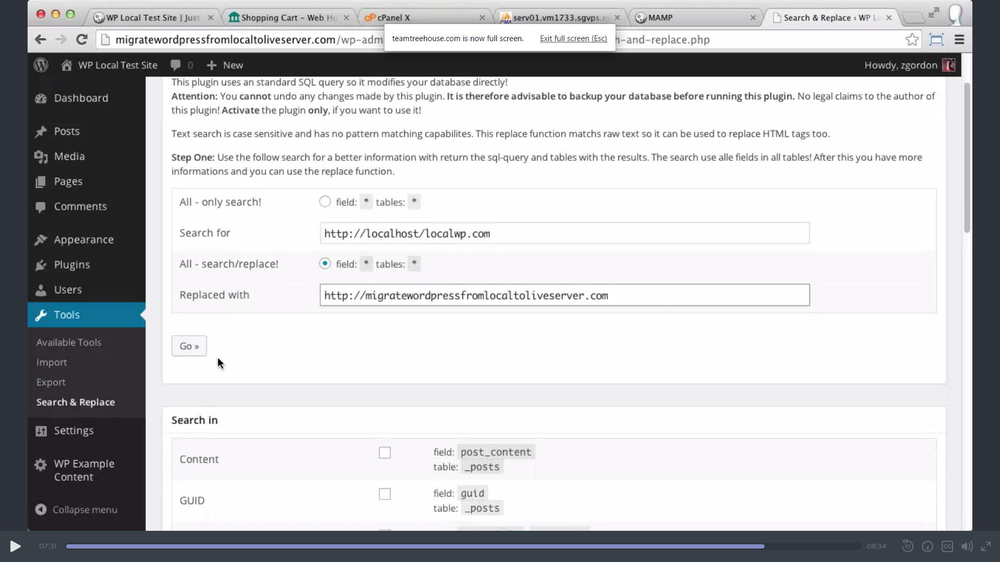 WP Local Test Site | Just
Shopping Cart – Web Ho
cPanel X
serv01.vm1733.sgvps.n
MAMP
Search & Replace ‹ WP Lo
migratewordpressfromlocaltoliveserver.com/wp-adm
h-and-replace.php
teamtreehouse.com is now full screen. Exit full screen (Esc)
WP Local Test Site 0 + New
Howdy, zgordon
Dashboard
Posts
Media
Pages
Comments
Appearance
Plugins
Users
Tools
Available Tools
Import
Export
Search & Replace
Settings
WP Example
Content
Collapse menu
This plugin uses an standard SQL query so it modifies your database directly!
Attention: You cannot undo any changes made by this plugin. It is therefore advisable to backup your database before running this plugin. No legal claims to the author of
this plugin! Activate the plugin only, if you want to use it!
Text search is case sensitive and has no pattern matching capabilites. This replace function matchs raw text so it can be used to replace HTML tags too.
Step One: Use the follow search for a better information with return the sql-query and tables with the results. The search use alle fields in all tables! After this you have more
informations and you can use the replace function.
All - only search! field: * tables: *
Search for http://localhost/localwp.com
All - search/replace! field: * tables: *
Replaced with http://migratewordpressfromlocaltoliveserver.com
Go »
Search in
Content
field: post_content
table: _posts
GUID
field: guid
table: _posts
07:31
08:34
10
CC